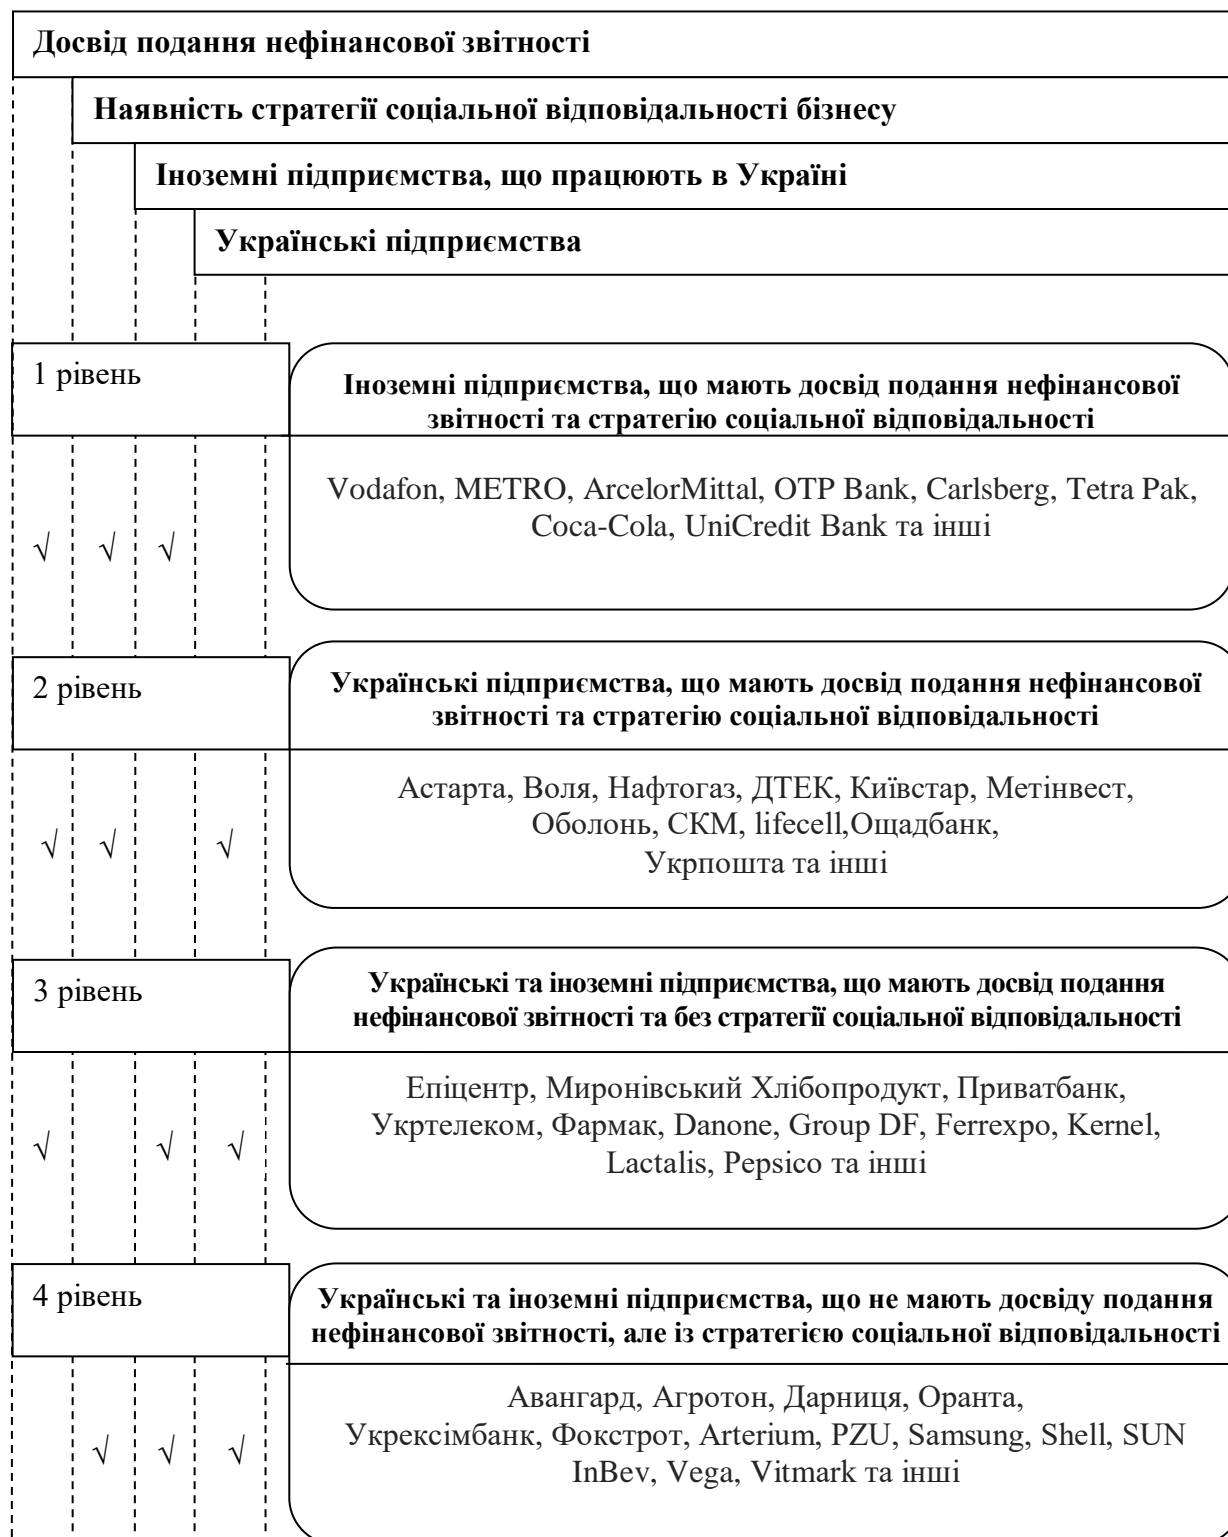 Досвід подання нефінансової звітності
Наявність стратегії соціальної відповідальності бізнесу
Іноземні підприємства, що працюють в Україні
Українські підприємства
1 рівень
Іноземні підприємства, що мають досвід подання нефінансової
звітності та стратегію соціальної відповідальності
Vodafon, METRO, ArcelorMittal, OTP Bank, Carlsberg, Tetra Pak,
Coca-Cola, UniCredit Bank та інші
√ √ √
2 рівень
Українські підприємства, що мають досвід подання нефінансової
звітності та стратегію соціальної відповідальності
Астарта, Воля, Нафтогаз, ДТЕК, Київстар, Метінвест,
Оболонь, СКМ, lifecell,Ощадбанк,
Укрпошта та інші
√ √ √
3 рівень
Українські та іноземні підприємства, що мають досвід подання
нефінансової звітності та без стратегії соціальної відповідальності
Епіцентр, Миронівський Хлібопродукт, Приватбанк,
Укртелеком, Фармак, Danone, Group DF, Ferrexpo, Kernel,
Lactalis, Pepsico та інші
√ √ √
4 рівень
Українські та іноземні підприємства, що не мають досвіду подання
нефінансової звітності, але із стратегією соціальної відповідальності
Авангард, Агротон, Дарниця, Оранта,
Укрексімбанк, Фокстрот, Arterium, PZU, Samsung, Shell, SUN
InBev, Vega, Vitmark та інші
√ √ √